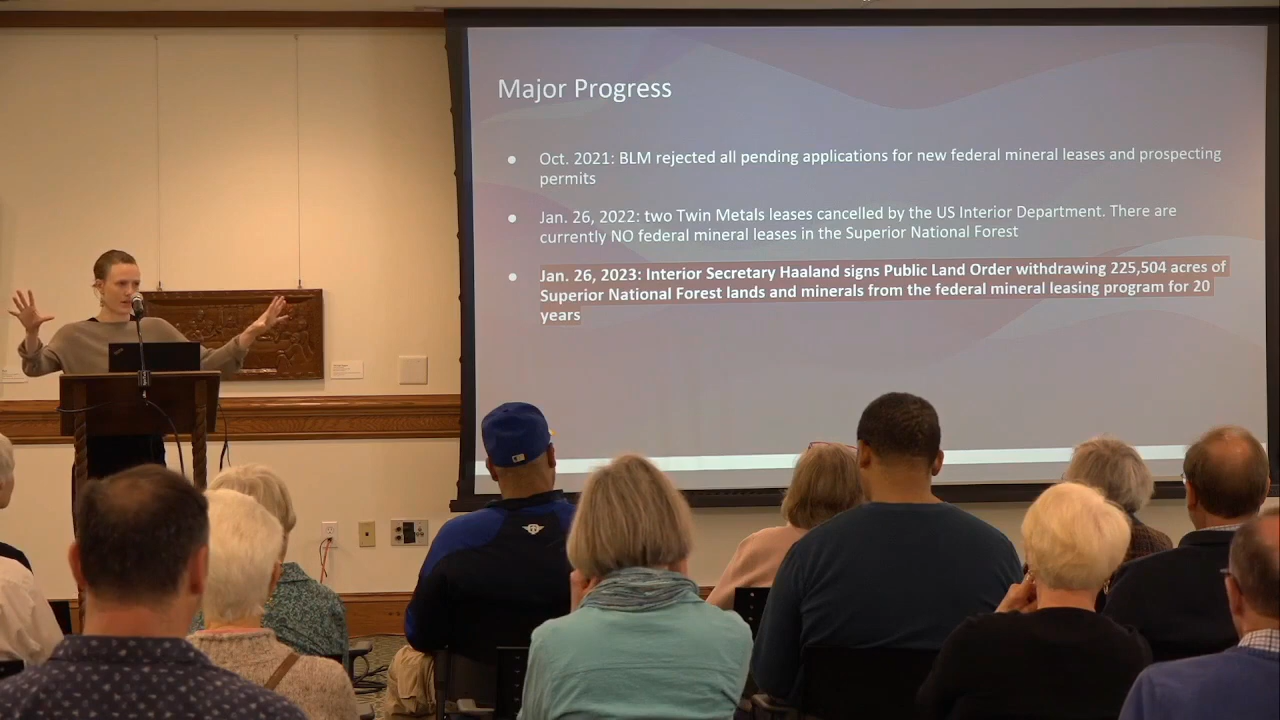 Major Progress
● Oct. 2021: BLM rejected all pending applications for new federal mineral leases and prospecting
permits
● Jan. 26, 2022: two Twin Metals leases cancelled by the US Interior Department. There are
currently NO federal mineral leases in the Superior National Forest
● Jan. 26, 2023: Interior Secretary Haaland signs Public Land Order withdrawing 225,504 acres of
Superior National Forest lands and minerals from the federal mineral leasing program for 20
years